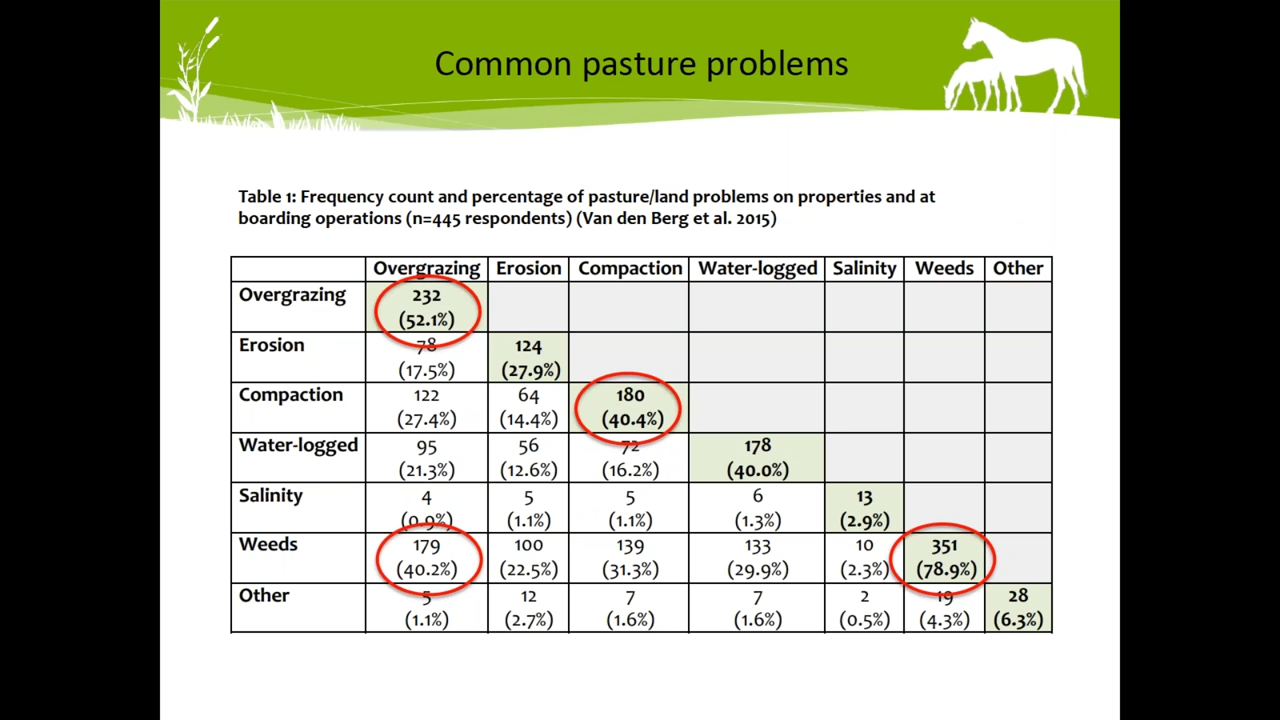 Common pasture problems
Table 1: Frequency count and percentage of pasture/land problems on properties and at
boarding operations (n=445 respondents) (Van den Berg et al. 2015)
Overgrazing Erosion Compaction Water-logged Salinity Weeds Other
Overgrazing 232
(52.1%)
Erosion 78 124
(17.5%) (27.9%)
Compaction 122 64 180
(27.4%) (14.4%) (40.4%)
Water-logged 95 56 72 178
(21.3%) (12.6%) (16.2%) (40.0%)
Salinity 4 5 5 6 13
(0.9%) (1.1%) (1.1%) (1.3%) (2.9%)
Weeds 179 100 139 133 10 351
(40.2%) (22.5%) (31.3%) (29.9%) (2.3%) (78.9%)
Other 5 12 7 7 2 19 28
(1.1%) (2.7%) (1.6%) (1.6%) (0.5%) (4.3%) (6.3%)